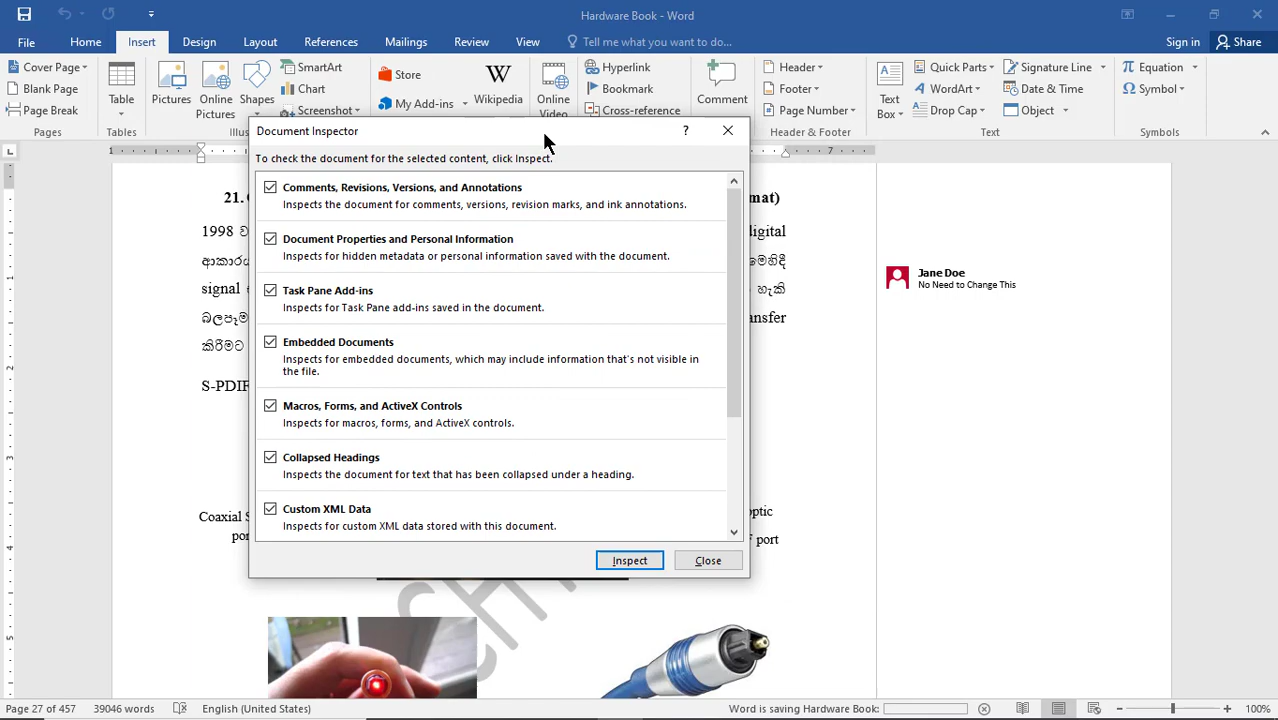 Hardware Book - Word
File Home Insert Design Layout References Mailings Review View Tell me what you want to do... Sign in Share
Cover Page
Blank Page
Page Break
Pages
Table
Tables
Pictures
Online Pictures
Shapes
SmartArt
Chart
Screenshot
Store
My Add-ins
Wikipedia
Online Video
Hyperlink
Bookmark
Cross-reference
Comment
Header
Footer
Page Number
Header & Footer
Text Box
Quick Parts
WordArt
Drop Cap
Signature Line
Date & Time
Object
Text
Equation
Symbol
Symbols
Document Inspector
To check the document for the selected content, click Inspect.
Comments, Revisions, Versions, and Annotations
Inspects the document for comments, versions, revision marks, and ink annotations.
Document Properties and Personal Information
Inspects for hidden metadata or personal information saved with the document.
Task Pane Add-ins
Inspects for Task Pane add-ins saved in the document.
Embedded Documents
Inspects for embedded documents, which may include information that's not visible in
the file.
Macros, Forms, and ActiveX Controls
Inspects for macros, forms, and ActiveX controls.
Collapsed Headings
Inspects the document for text that has been collapsed under a heading.
Custom XML Data
Inspects for custom XML data stored with this document.
Inspect Close
21.
1998
signal හැකි
කිරීමට
S-PDIF
Coaxial
port
Jane Doe
No Need to Change This
Page 27 of 457 39046 words English (United States) Word is saving Hardware Book: 100%